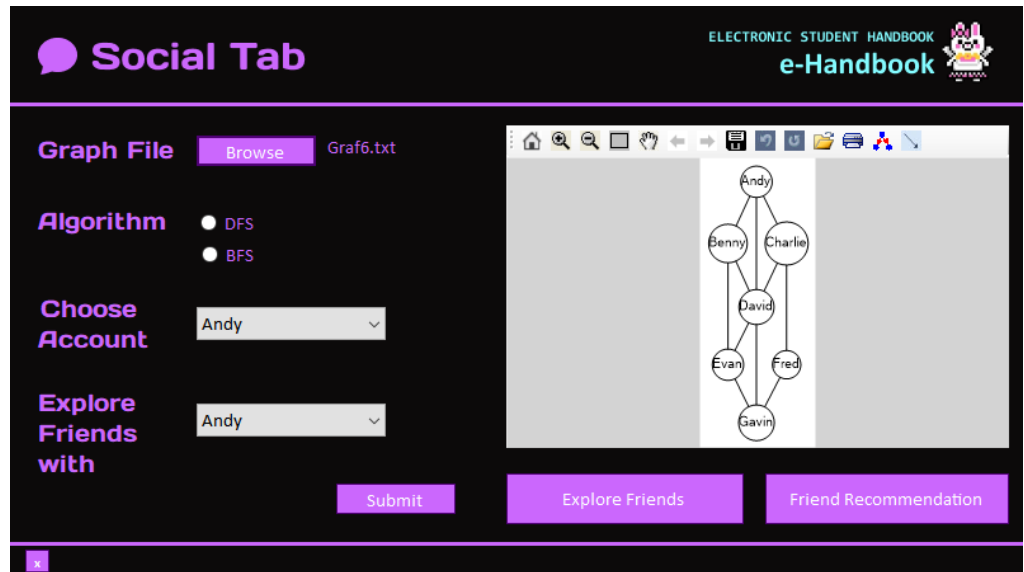 Social Tab
ELECTRONIC STUDENT HANDBOOK
e-Handbook
Graph File
Browse
Graf6.txt
Algorithm
DFS
BFS
Choose
Account
Andy
Explore
Friends
with
Andy
Submit
Andy
Benny
Charlie
David
Evan
Fred
Gavin
Explore Friends
Friend Recommendation
x